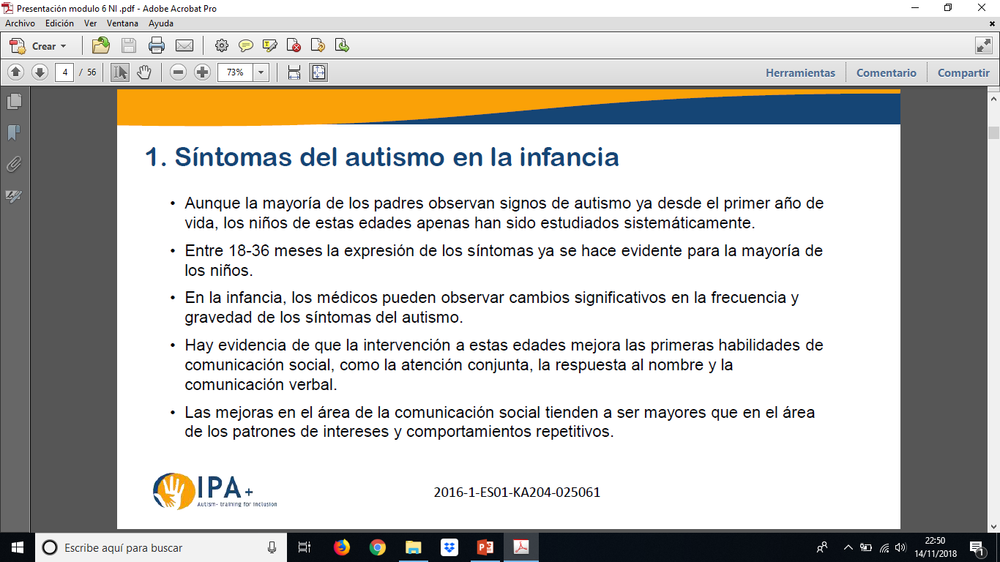 Presentación modulo 6 NI .pdf - Adobe Acrobat Pro
Archivo Edición Ver Ventana Ayuda
Crear
4 / 56 73% Herramientas Comentario Compartir
1. Síntomas del autismo en la infancia
• Aunque la mayoría de los padres observan signos de autismo ya desde el primer año de
vida, los niños de estas edades apenas han sido estudiados sistemáticamente.
• Entre 18-36 meses la expresión de los síntomas ya se hace evidente para la mayoría de
los niños.
• En la infancia, los médicos pueden observar cambios significativos en la frecuencia y
gravedad de los síntomas del autismo.
• Hay evidencia de que la intervención a estas edades mejora las primeras habilidades de
comunicación social, como la atención conjunta, la respuesta al nombre y la
comunicación verbal.
• Las mejoras en el área de la comunicación social tienden a ser mayores que en el área
de los patrones de intereses y comportamientos repetitivos.
IPA+
Autism- training for inclusion
2016-1-ES01-KA204-025061
Escribe aquí para buscar
22:50
14/11/2018
1